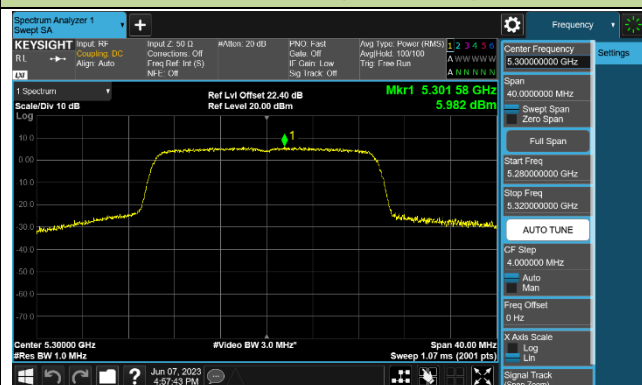 Spectrum Analyzer 1
Swept SA
Frequency
KEYSIGHT
Input: RF
Input Z: 50 Ω
#Atten: 20 dB
PNO: Fast
Avg Type: Power (RMS)
1 2 3 4 5 6
RL
Coupling: DC
Corrections: Off
Gate: Off
Avg|Hold: 100/100
A W W W W W
Align: Auto
Freq Ref: Int (S)
IF Gain: Low
Trig: Free Run
NFE: Off
Sig Track: Off
A N N N N N
LXI
1 Spectrum
Scale/Div 10 dB
Ref Lvl Offset 22.40 dB
Ref Level 20.00 dBm
Mkr1 5.301 58 GHz
5.982 dBm
Log
10.0
0.00
-10.0
-20.0
-30.0
-40.0
-50.0
-60.0
-70.0
1
Center 5.30000 GHz
#Video BW 3.0 MHz*
Span 40.00 MHz
#Res BW 1.0 MHz
Sweep 1.07 ms (2001 pts)
Jun 07, 2023
4:57:43 PM
Center Frequency
5.300000000 GHz
Settings
Span
40.0000000 MHz
Swept Span
Zero Span
Full Span
Start Freq
5.280000000 GHz
Stop Freq
5.320000000 GHz
AUTO TUNE
CF Step
4.000000 MHz
Auto
Man
Freq Offset
0 Hz
X Axis Scale
Log
Lin
Signal Track
(Span Zoom)